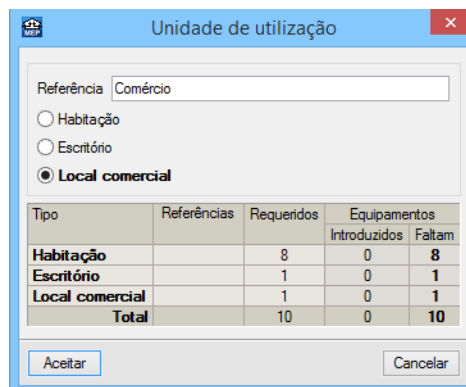 MEP Unidade de utilização
Referência Comércio
Habitação
Escritório
Local comercial
Tipo Referências Requeridos Equipamentos
Introduzidos Faltam
Habitação 8 0 8
Escritório 1 0 1
Local comercial 1 0 1
Total 10 0 10
Aceitar Cancelar